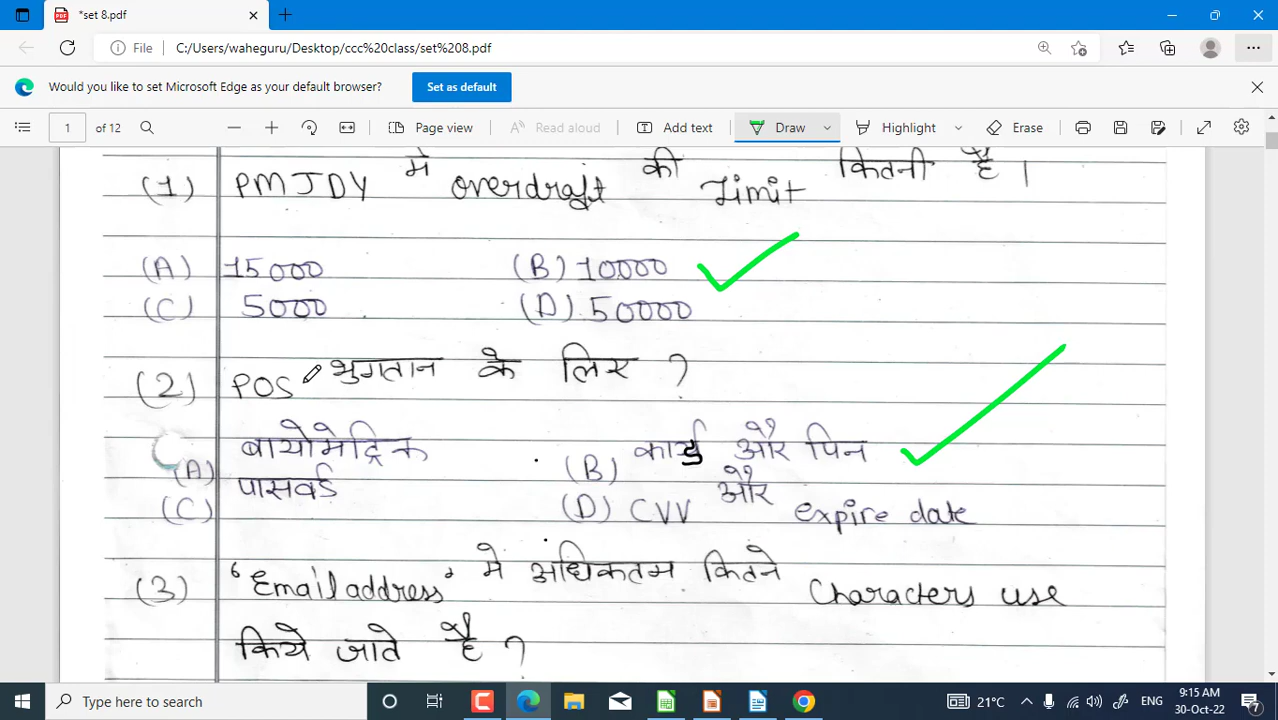 *set 8.pdf
File C:/Users/waheguru/Desktop/ccc%20class/set%208.pdf
Would you like to set Microsoft Edge as your default browser? Set as default
1 of 12 Page view Read aloud Add text Draw Highlight Erase
(1) PMJDY मे overdraft की Limit कितनी है ।
(A) 15000 (B) 10000
(C) 5000 (D) 50000
(2) POS भुगतान के लिए ?
(A) बायोमेट्रिक (B) कार्ड और पिन
(C) पासवर्ड (D) CVV और expire date
(3) 'Email address' मे अधिकतम कितने Characters use
किये जाते है ?
Type here to search 21°C ENG 9:15 AM
30-Oct-22 7